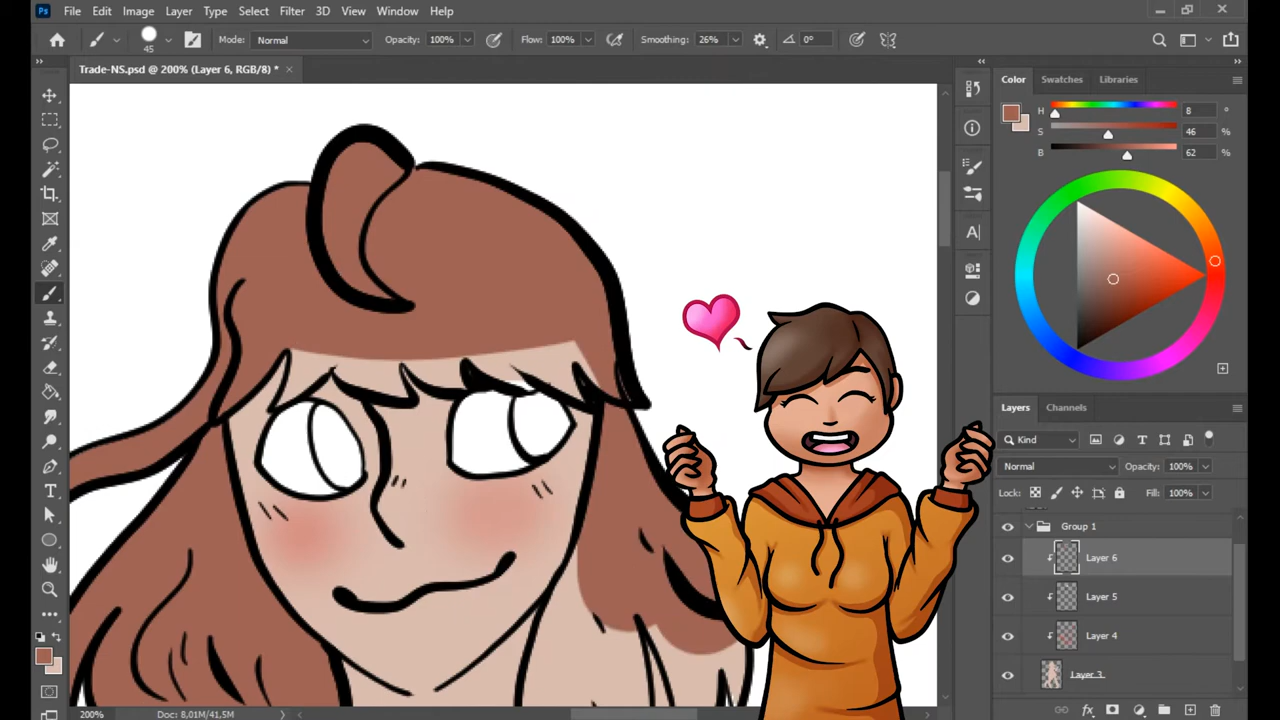 Ps File Edit Image Layer Type Select Filter 3D View Window Help
45 Mode: Normal Opacity: 100% Flow: 100% Smoothing: 26% 0°
Trade-NS.psd @ 200% (Layer 6, RGB/8) * ×
Color Swatches Libraries
H 8 °
S 46 %
B 62 %
Layers Channels
Kind
Normal Opacity: 100%
Lock: Fill: 100%
Group 1
Layer 6
Layer 5
Layer 4
Layer 3
200% Doc: 8,01M/41,5M